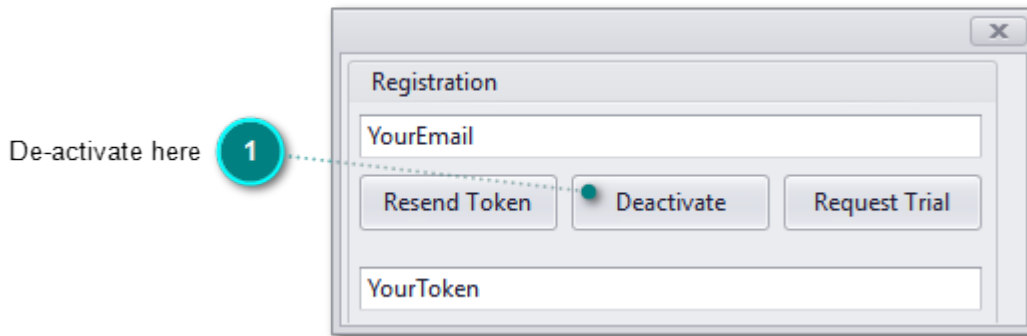 Registration
YourEmail
De-activate here 1
Resend Token Deactivate Request Trial
YourToken